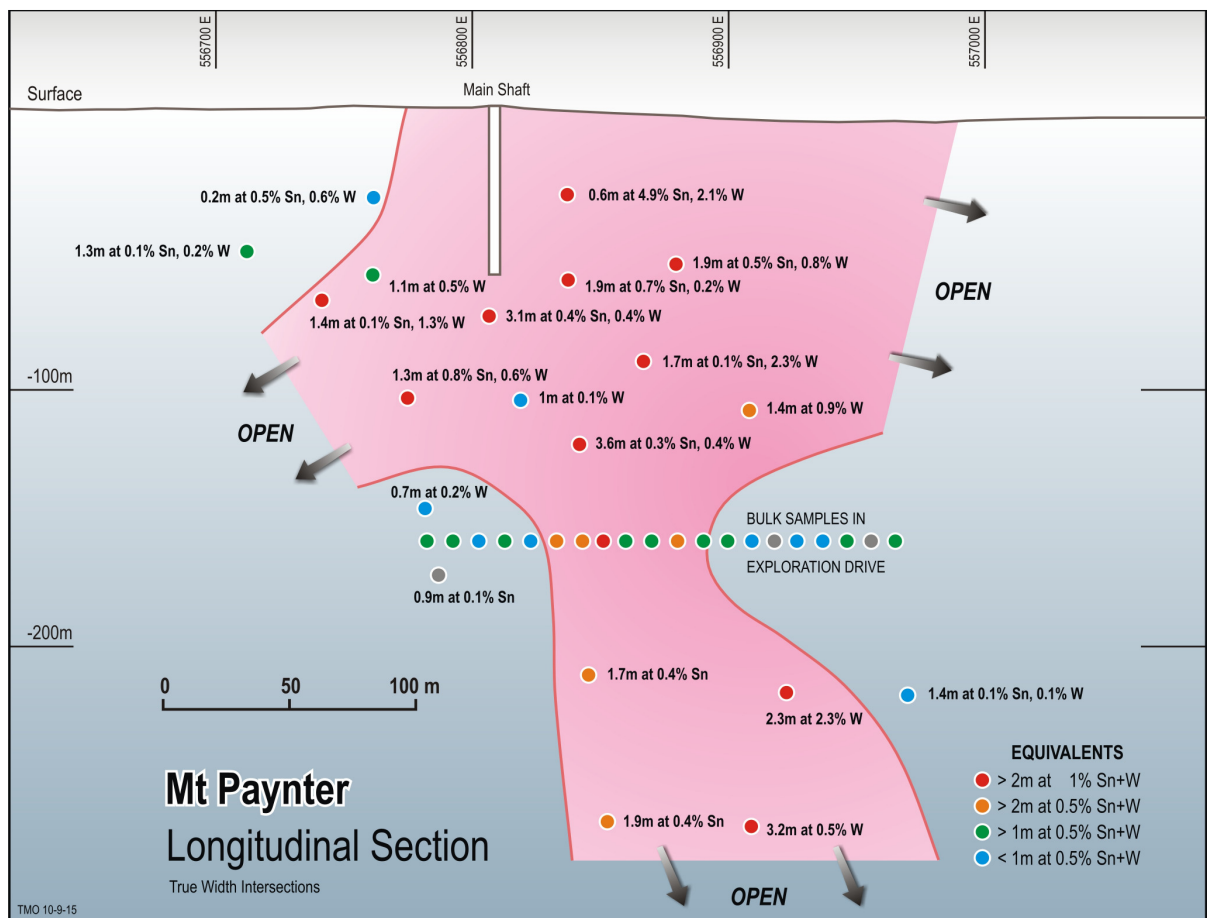 556700 E
556800 E
556900 E
557000 E
Surface
Main Shaft
0.2m at 0.5% Sn, 0.6% W
0.6m at 4.9% Sn, 2.1% W
1.3m at 0.1% Sn, 0.2% W
1.9m at 0.5% Sn, 0.8% W
1.1m at 0.5% W
1.9m at 0.7% Sn, 0.2% W
OPEN
1.4m at 0.1% Sn, 1.3% W
3.1m at 0.4% Sn, 0.4% W
1.7m at 0.1% Sn, 2.3% W
-100m
1.3m at 0.8% Sn, 0.6% W
1m at 0.1% W
1.4m at 0.9% W
OPEN
3.6m at 0.3% Sn, 0.4% W
0.7m at 0.2% W
BULK SAMPLES IN
EXPLORATION DRIVE
0.9m at 0.1% Sn
-200m
1.7m at 0.4% Sn
1.4m at 0.1% Sn, 0.1% W
0 50 100 m
2.3m at 2.3% W
EQUIVALENTS
> 2m at 1% Sn+W
> 2m at 0.5% Sn+W
> 1m at 0.5% Sn+W
< 1m at 0.5% Sn+W
Mt Paynter
Longitudinal Section
True Width Intersections
1.9m at 0.4% Sn
3.2m at 0.5% W
OPEN
TMO 10-9-15